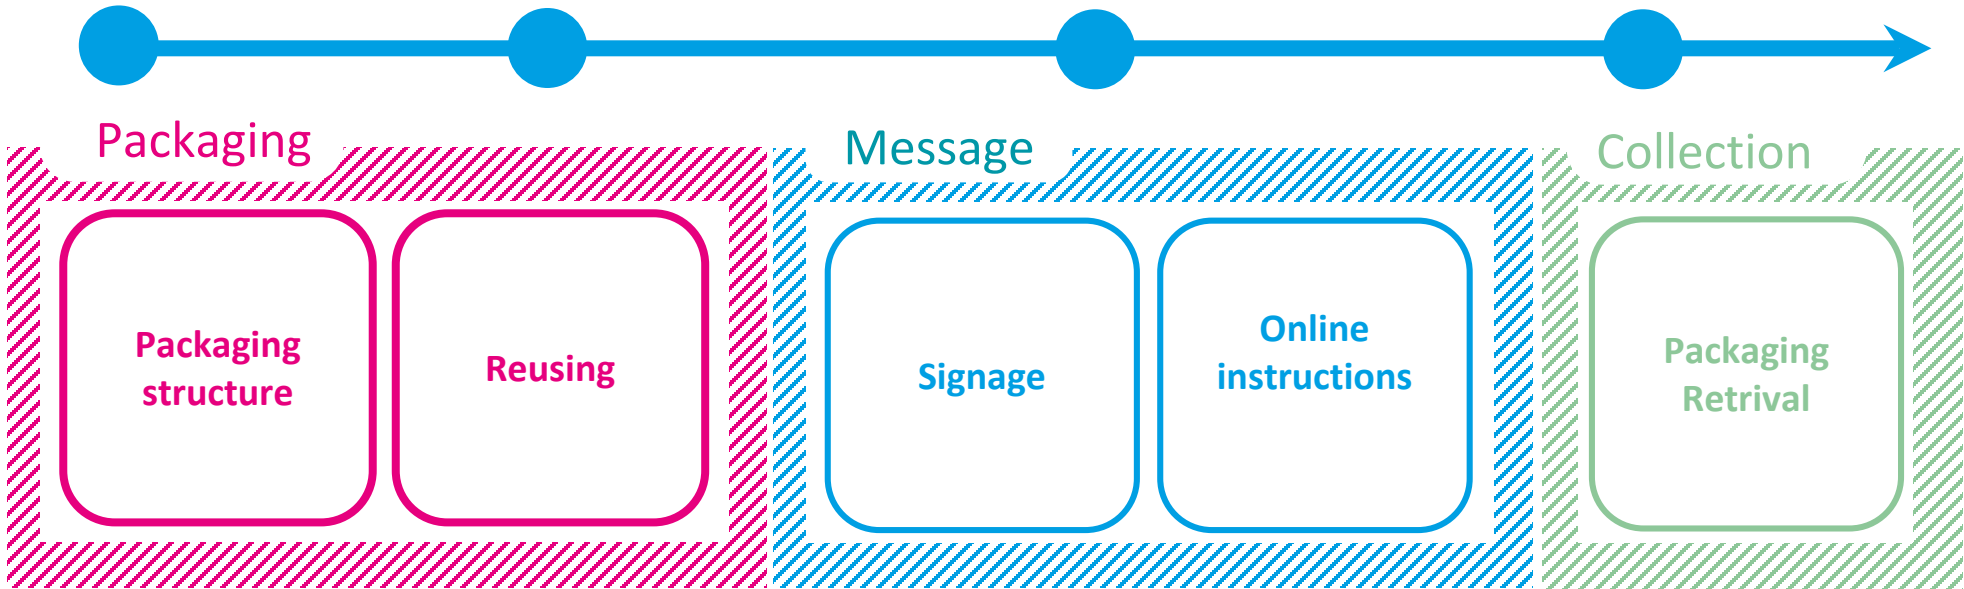 Packaging
Message
Collection
Packaging
structure
Reusing
Signage
Online
instructions
Packaging
Retrival